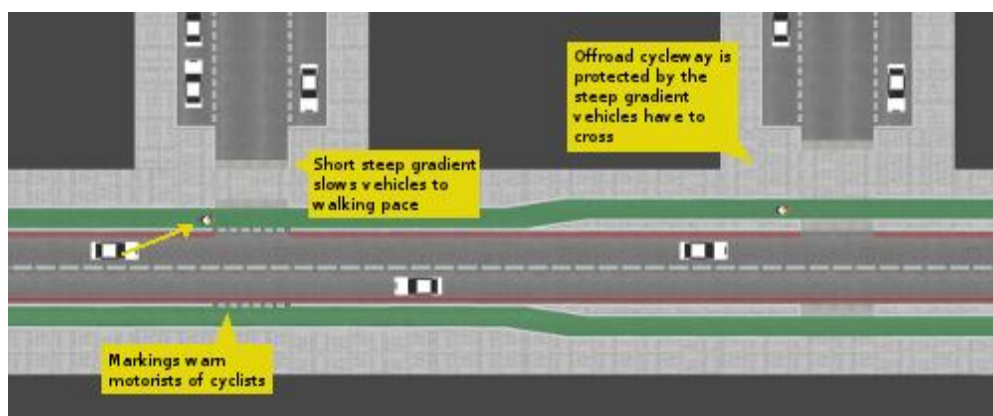 Offroad cycleway is
protected by the
steep gradient
vehicles have to
cross
Short steep gradient
slows vehicles to
walking pace
Markings warn
motorists of cyclists